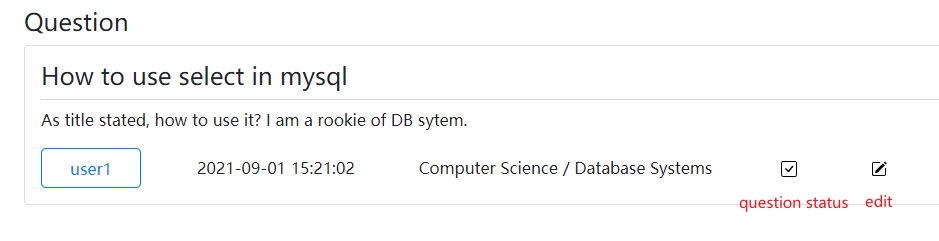 Question
How to use select in mysql
As title stated, how to use it? I am a rookie of DB sytem.
user1 2021-09-01 15:21:02 Computer Science / Database Systems
question status edit